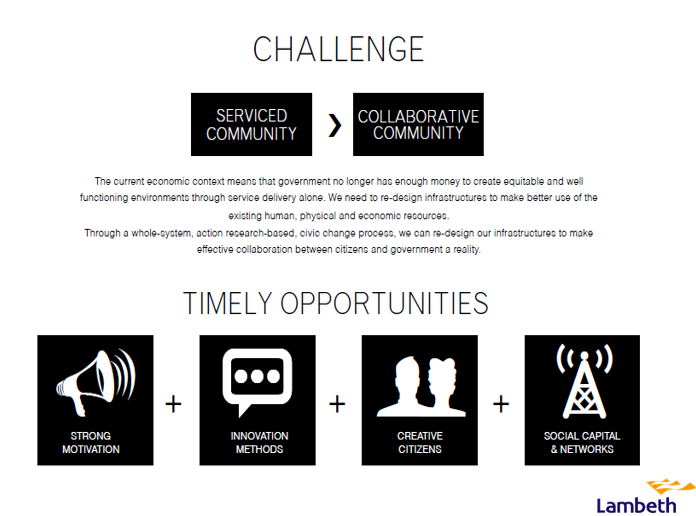 CHALLENGE
SERVICED
COMMUNITY
❯
COLLABORATIVE
COMMUNITY
The current economic context means that government no longer has enough money to create equitable and well
functioning environments through service delivery alone. We need to re-design infrastructures to make better use of the
existing human, physical and economic resources.
Through a whole-system, action research-based, civic change process, we can re-design our infrastructures to make
effective collaboration between citizens and government a reality.
TIMELY OPPORTUNITIES
STRONG
MOTIVATION
+
INNOVATION
METHODS
+
CREATIVE
CITIZENS
+
SOCIAL CAPITAL
& NETWORKS
Lambeth